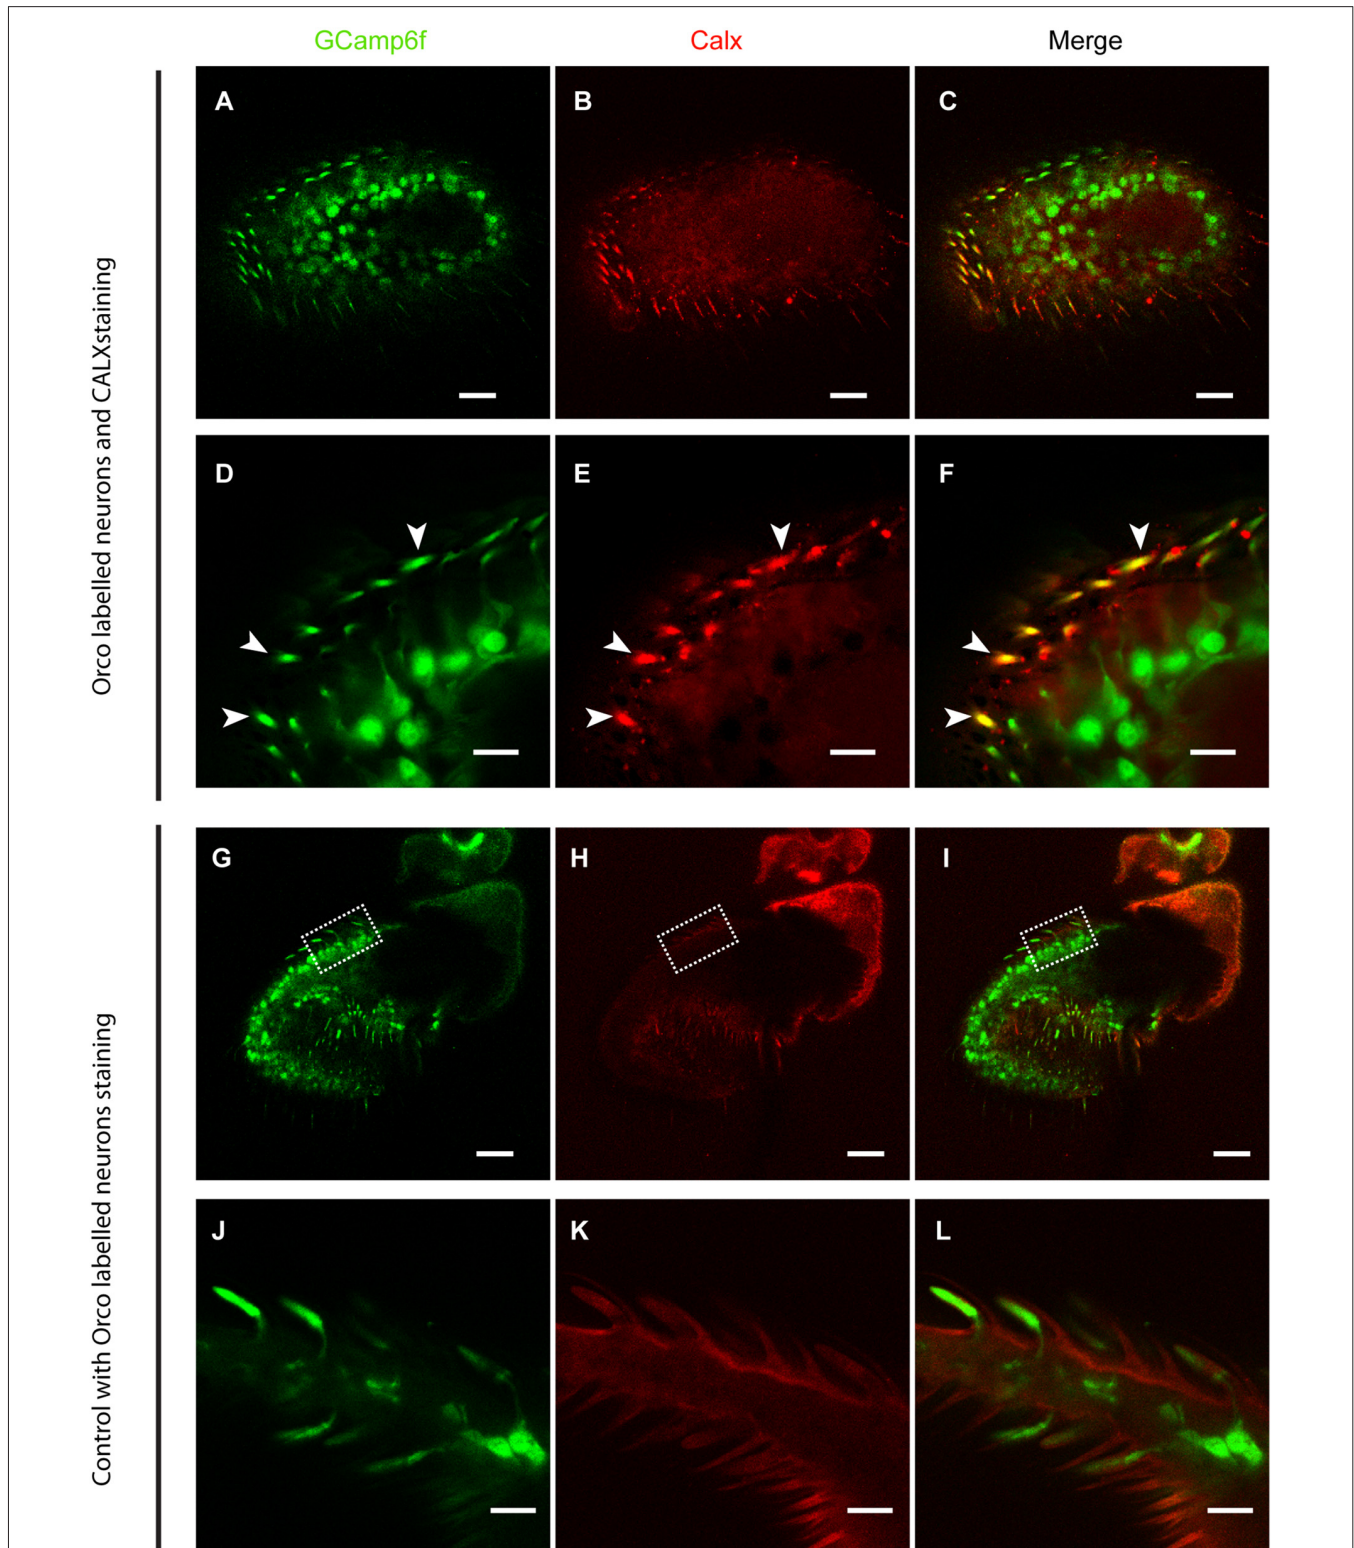 GCamp6f
Calx
Merge
Orco labelled neurons and CALXstaining
A
B
C
D
E
F
Control with Orco labelled neurons staining
G
H
I
J
K
L